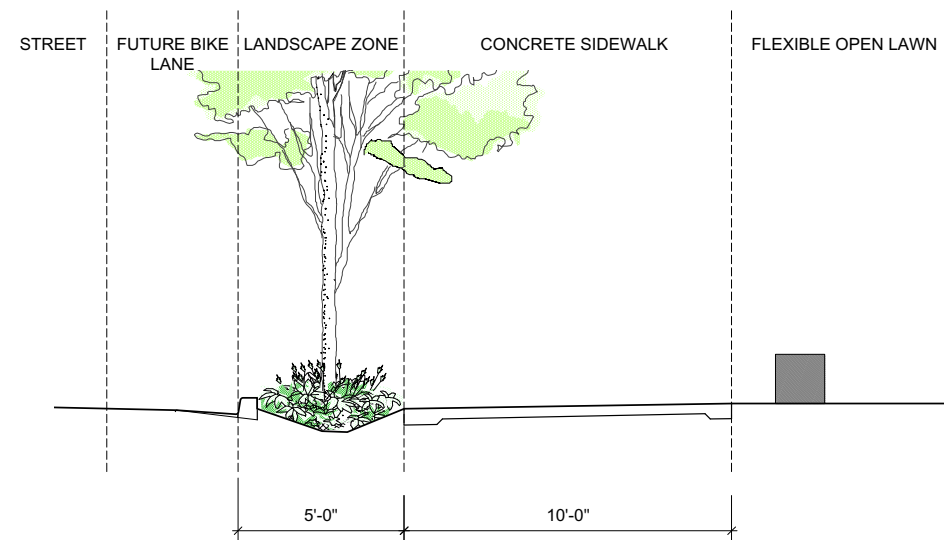 STREET
FUTURE BIKE
LANE
LANDSCAPE ZONE
CONCRETE SIDEWALK
FLEXIBLE OPEN LAWN
5'-0"
10'-0"